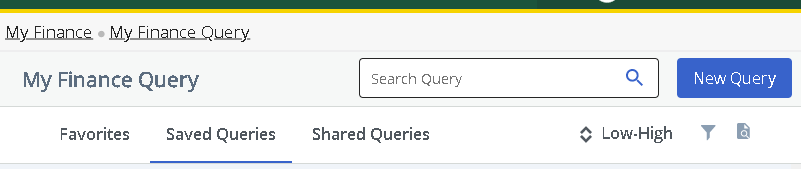 My Finance • My Finance Query
My Finance Query
Search Query
New Query
Favorites
Saved Queries
Shared Queries
Low-High